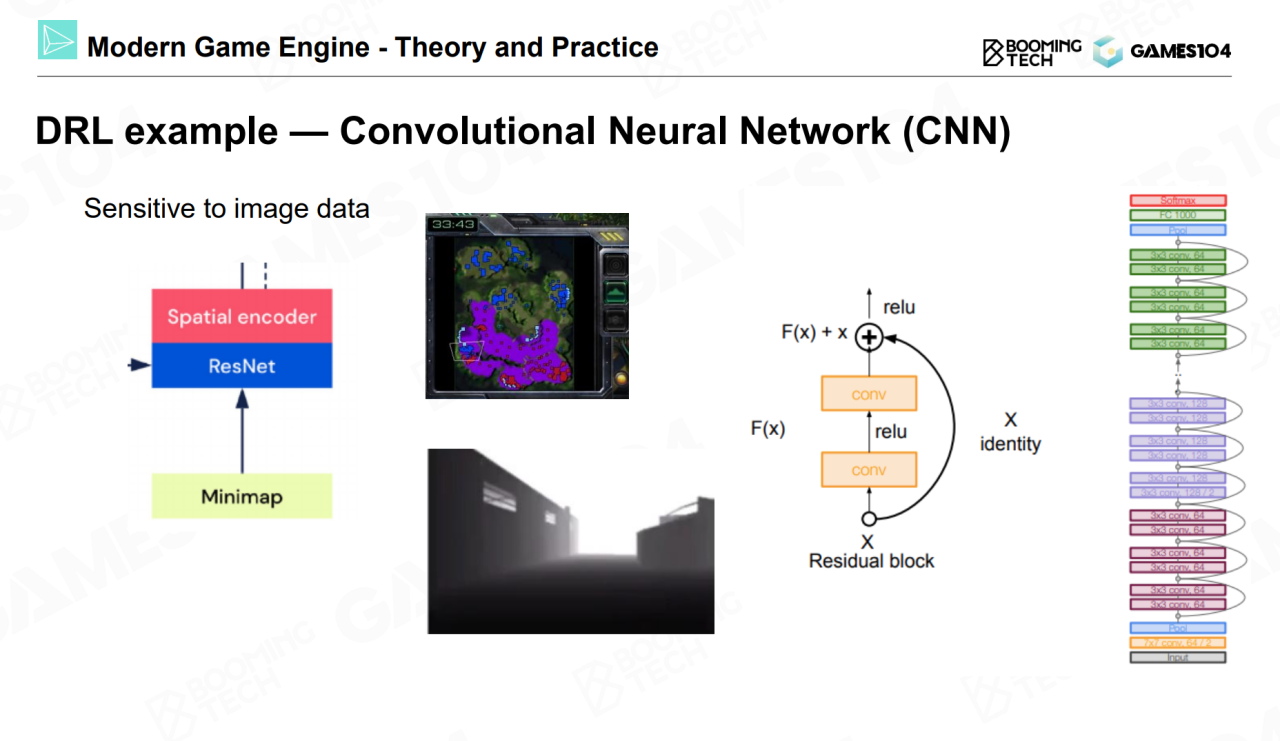 Modern Game Engine - Theory and Practice
BOOMING
TECH
GAMES104
DRL example — Convolutional Neural Network (CNN)
Sensitive to image data
Spatial encoder
ResNet
Minimap
33:43
relu
F(x) + x
conv
F(x)
relu
X
identity
conv
X
Residual block
Softmax
FC 1000
Pool
3x3 conv, 64
3x3 conv, 64
3x3 conv, 64
3x3 conv, 64
3x3 conv, 64
3x3 conv, 64
..
3x3 conv, 128
3x3 conv, 128
3x3 conv, 128
3x3 conv, 128
3x3 conv, 128
3x3 conv, 128 / 2
3x3 conv, 64
3x3 conv, 64
3x3 conv, 64
3x3 conv, 64
3x3 conv, 64
3x3 conv, 64
Pool
7x7 conv, 64 / 2
Input